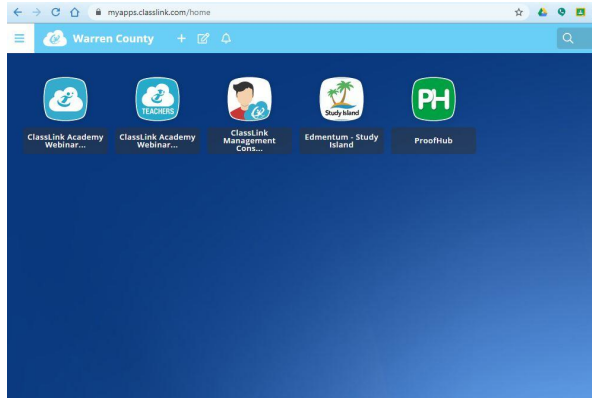 myapps.classlink.com/home
Warren County
TEACHERS
Study Island
PH
ClassLink Academy
Webinar...
ClassLink Academy
Webinar...
ClassLink
Management
Cons...
Edmentum - Study
Island
ProofHub